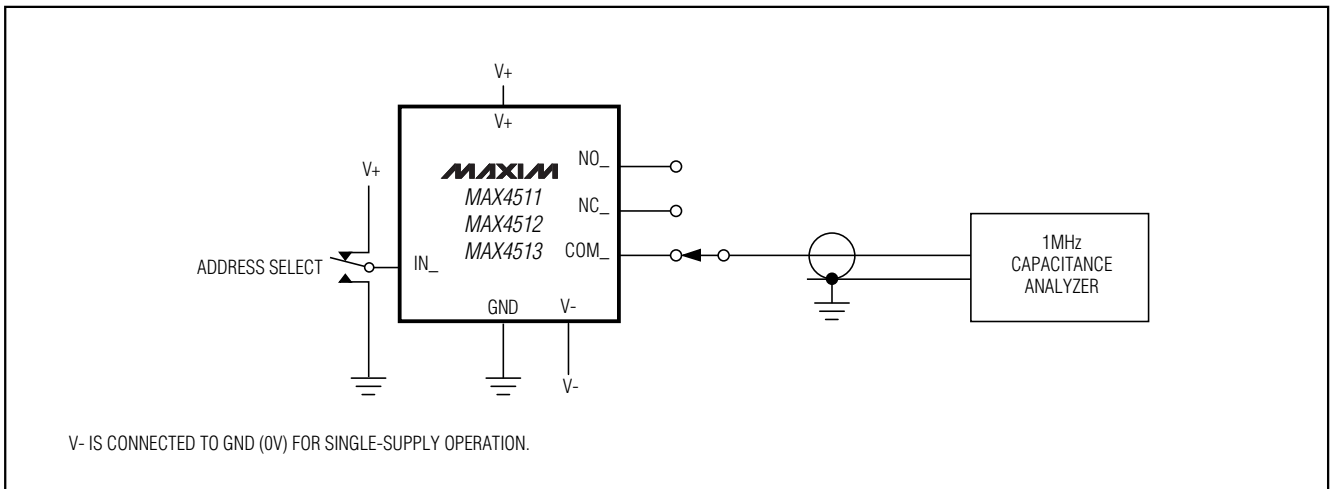 V+
V+
V+
NO_
MAXIM
MAX4511
NC_
MAX4512
MAX4513
COM_
ADDRESS SELECT
IN_
1MHz
CAPACITANCE
ANALYZER
GND
V-
V-
V- IS CONNECTED TO GND (0V) FOR SINGLE-SUPPLY OPERATION.